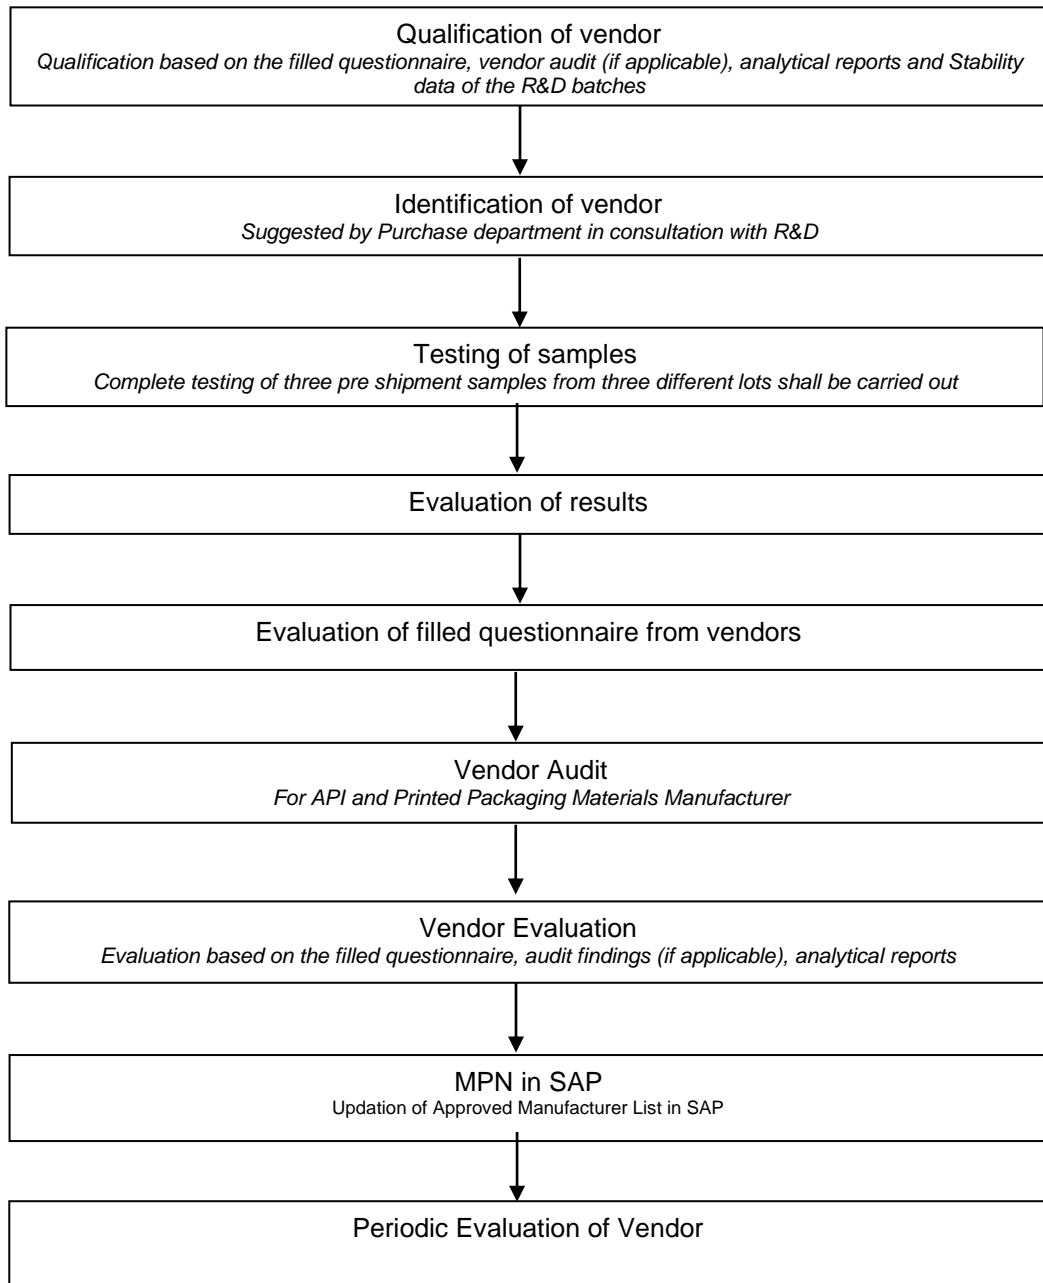 Qualification of vendor
Qualification based on the filled questionnaire, vendor audit (if applicable), analytical reports and Stability
data of the R&D batches
Identification of vendor
Suggested by Purchase department in consultation with R&D
Testing of samples
Complete testing of three pre shipment samples from three different lots shall be carried out
Evaluation of results
Evaluation of filled questionnaire from vendors
Vendor Audit
For API and Printed Packaging Materials Manufacturer
Vendor Evaluation
Evaluation based on the filled questionnaire, audit findings (if applicable), analytical reports
MPN in SAP
Updation of Approved Manufacturer List in SAP
Periodic Evaluation of Vendor